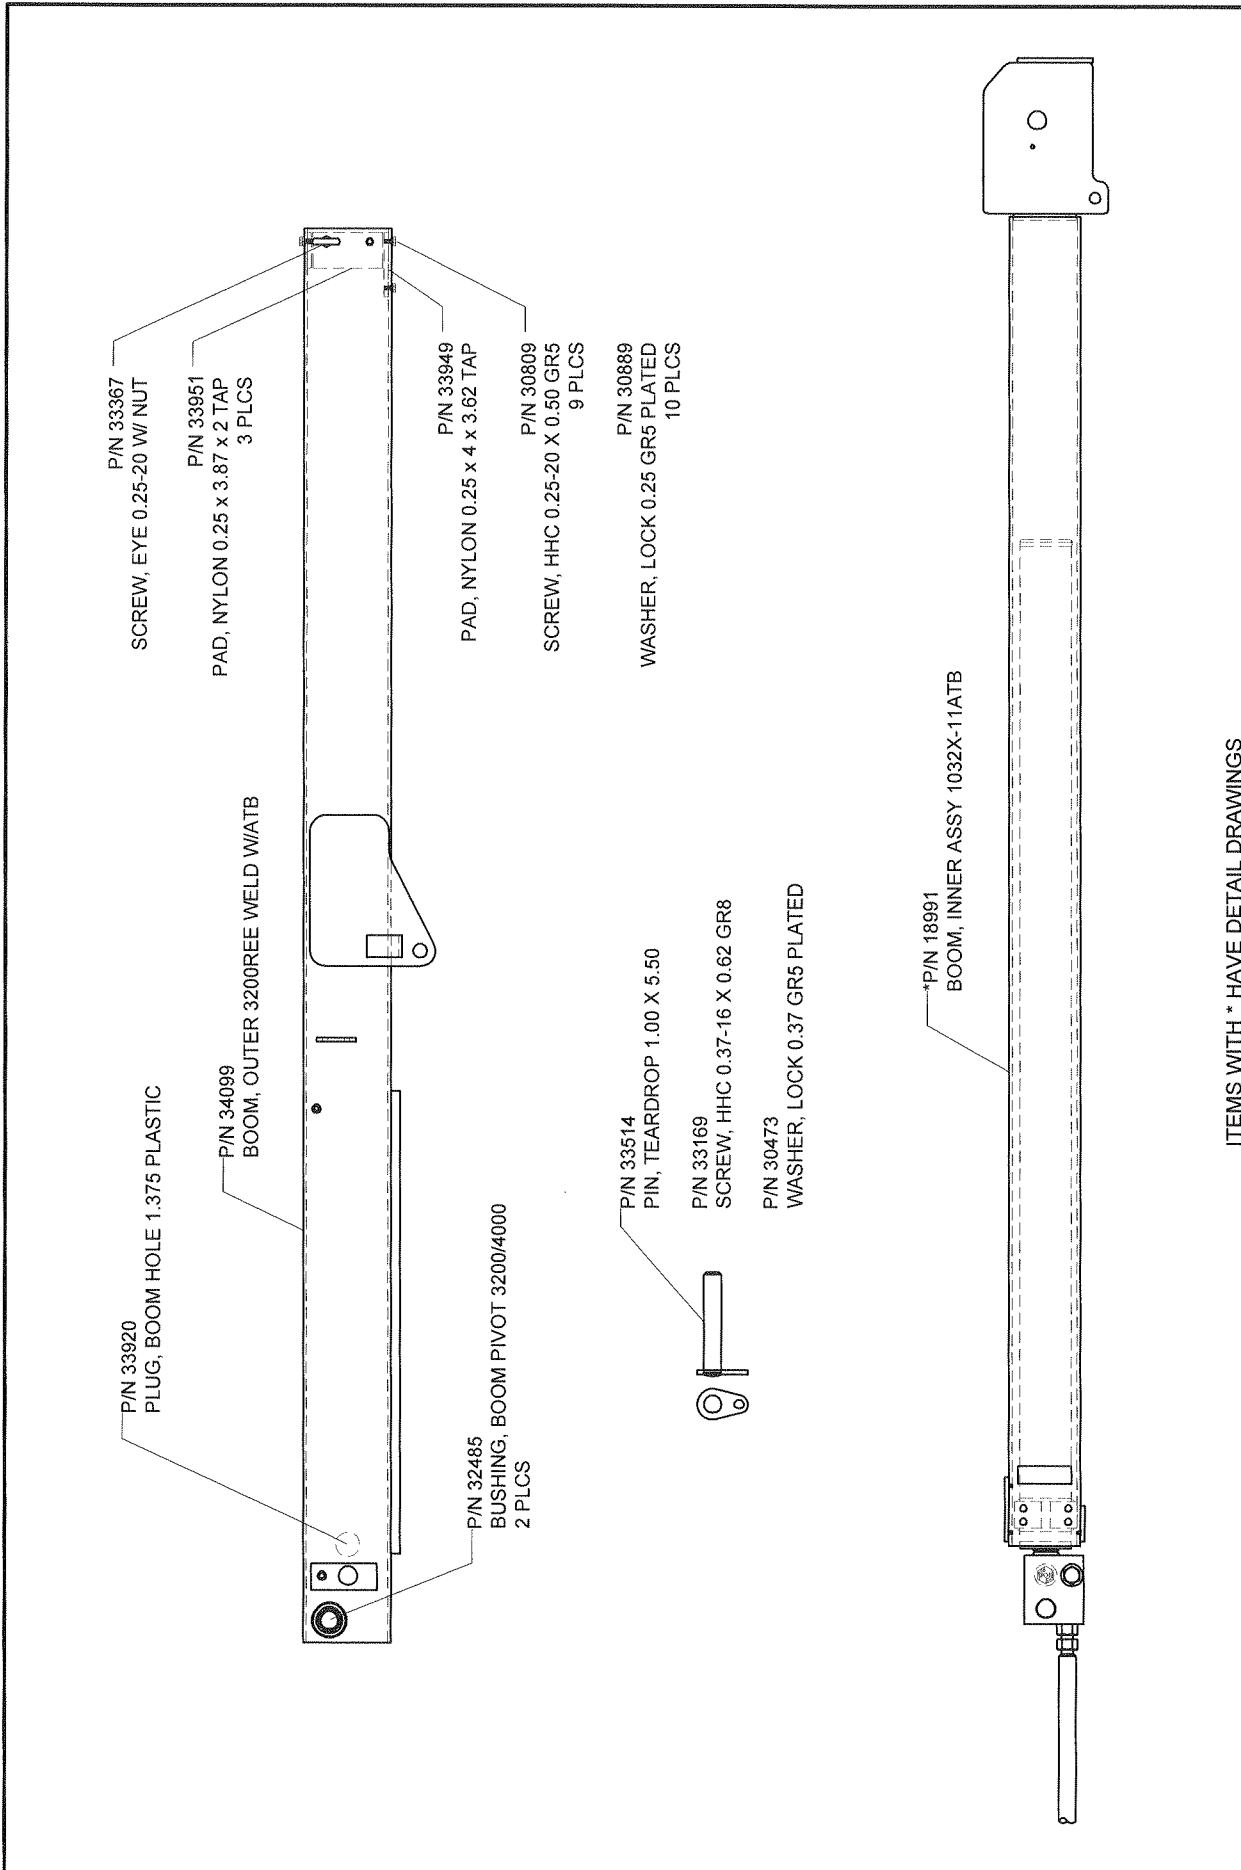 P/N 33920
PLUG, BOOM HOLE 1.375 PLASTIC
P/N 34099
BOOM, OUTER 3200REE WELD W/ATB
P/N 33367
SCREW, EYE 0.25-20 W/ NUT
P/N 33951
PAD, NYLON 0.25 x 3.87 x 2 TAP
3 PLCS
P/N 32485
BUSHING, BOOM PIVOT 3200/4000
2 PLCS
P/N 33949
PAD, NYLON 0.25 x 4 x 3.62 TAP
P/N 30809
SCREW, HHC 0.25-20 X 0.50 GR5
9 PLCS
P/N 30889
WASHER, LOCK 0.25 GR5 PLATED
10 PLCS
P/N 33514
PIN, TEARDROP 1.00 X 5.50
P/N 33169
SCREW, HHC 0.37-16 X 0.62 GR8
P/N 30473
WASHER, LOCK 0.37 GR5 PLATED
*P/N 18991
BOOM, INNER ASSY 1032X-11ATB
ITEMS WITH * HAVE DETAIL DRAWINGS